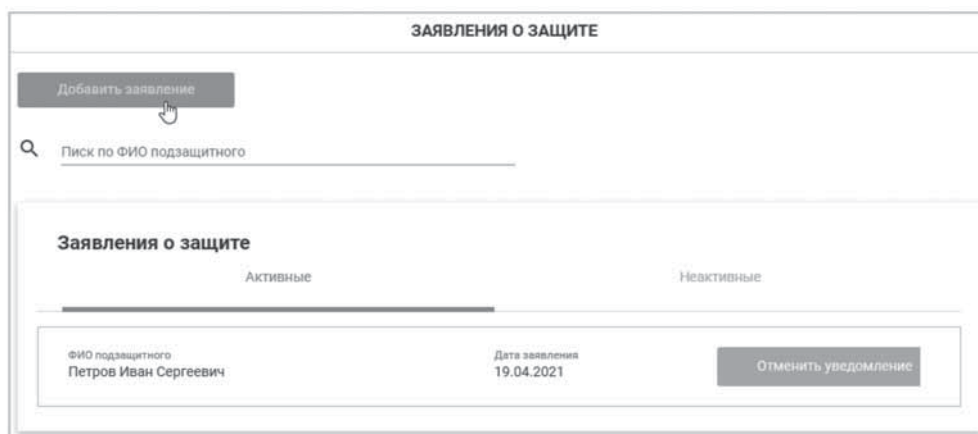 ЗАЯВЛЕНИЯ О ЗАЩИТЕ
Добавить заявление
Писк по ФИО подзащитного
Заявления о защите
Активные Неактивные
ФИО подзащитного Дата заявления
Петров Иван Сергеевич 19.04.2021 Отменить уведомление